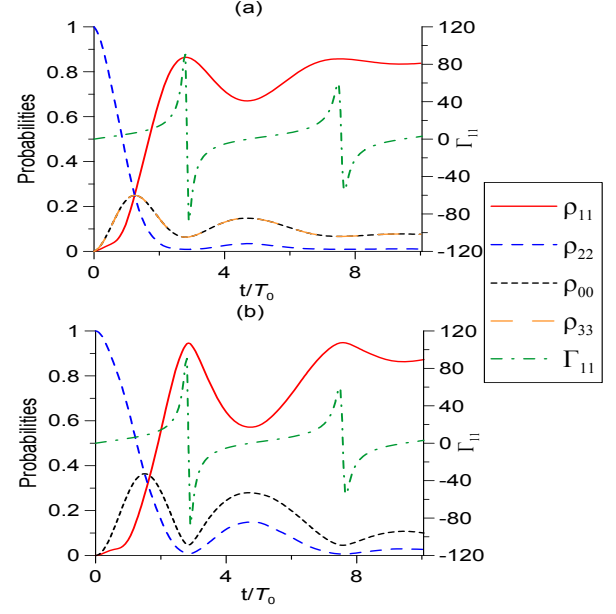 (a)
1
0.8
0.6
0.4
0.2
0
Probabilities
120
80
40
0
-40
-80
-120
Γ₁₁
0
4
8
t/Tₒ
(b)
1
0.8
0.6
0.4
0.2
0
Probabilities
120
80
40
0
-40
-80
-120
Γ₁₁
0
4
8
t/Tₒ
ρ₁₁
ρ₂₂
ρ₀₀
ρ₃₃
Γ₁₁